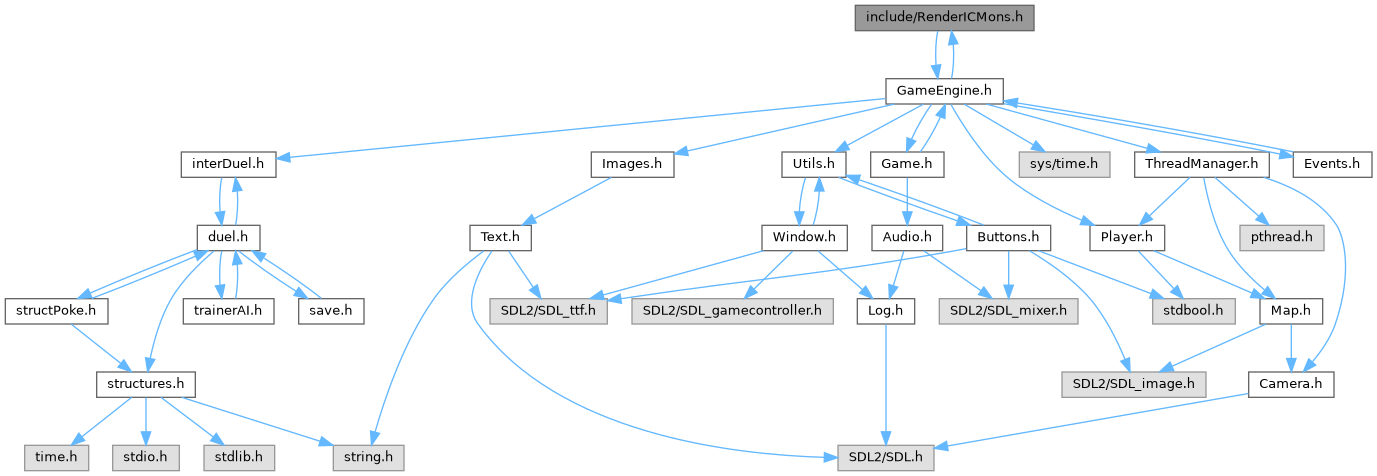 include/RenderICMons.h
GameEngine.h
interDuel.h
Images.h
Utils.h
Game.h
sys/time.h
ThreadManager.h
Events.h
duel.h
Text.h
Window.h
Audio.h
Buttons.h
Player.h
pthread.h
structPoke.h
trainerAI.h
save.h
SDL2/SDL_ttf.h
SDL2/SDL_gamecontroller.h
Log.h
SDL2/SDL_mixer.h
stdbool.h
Map.h
structures.h
SDL2/SDL_image.h
Camera.h
time.h
stdio.h
stdlib.h
string.h
SDL2/SDL.h